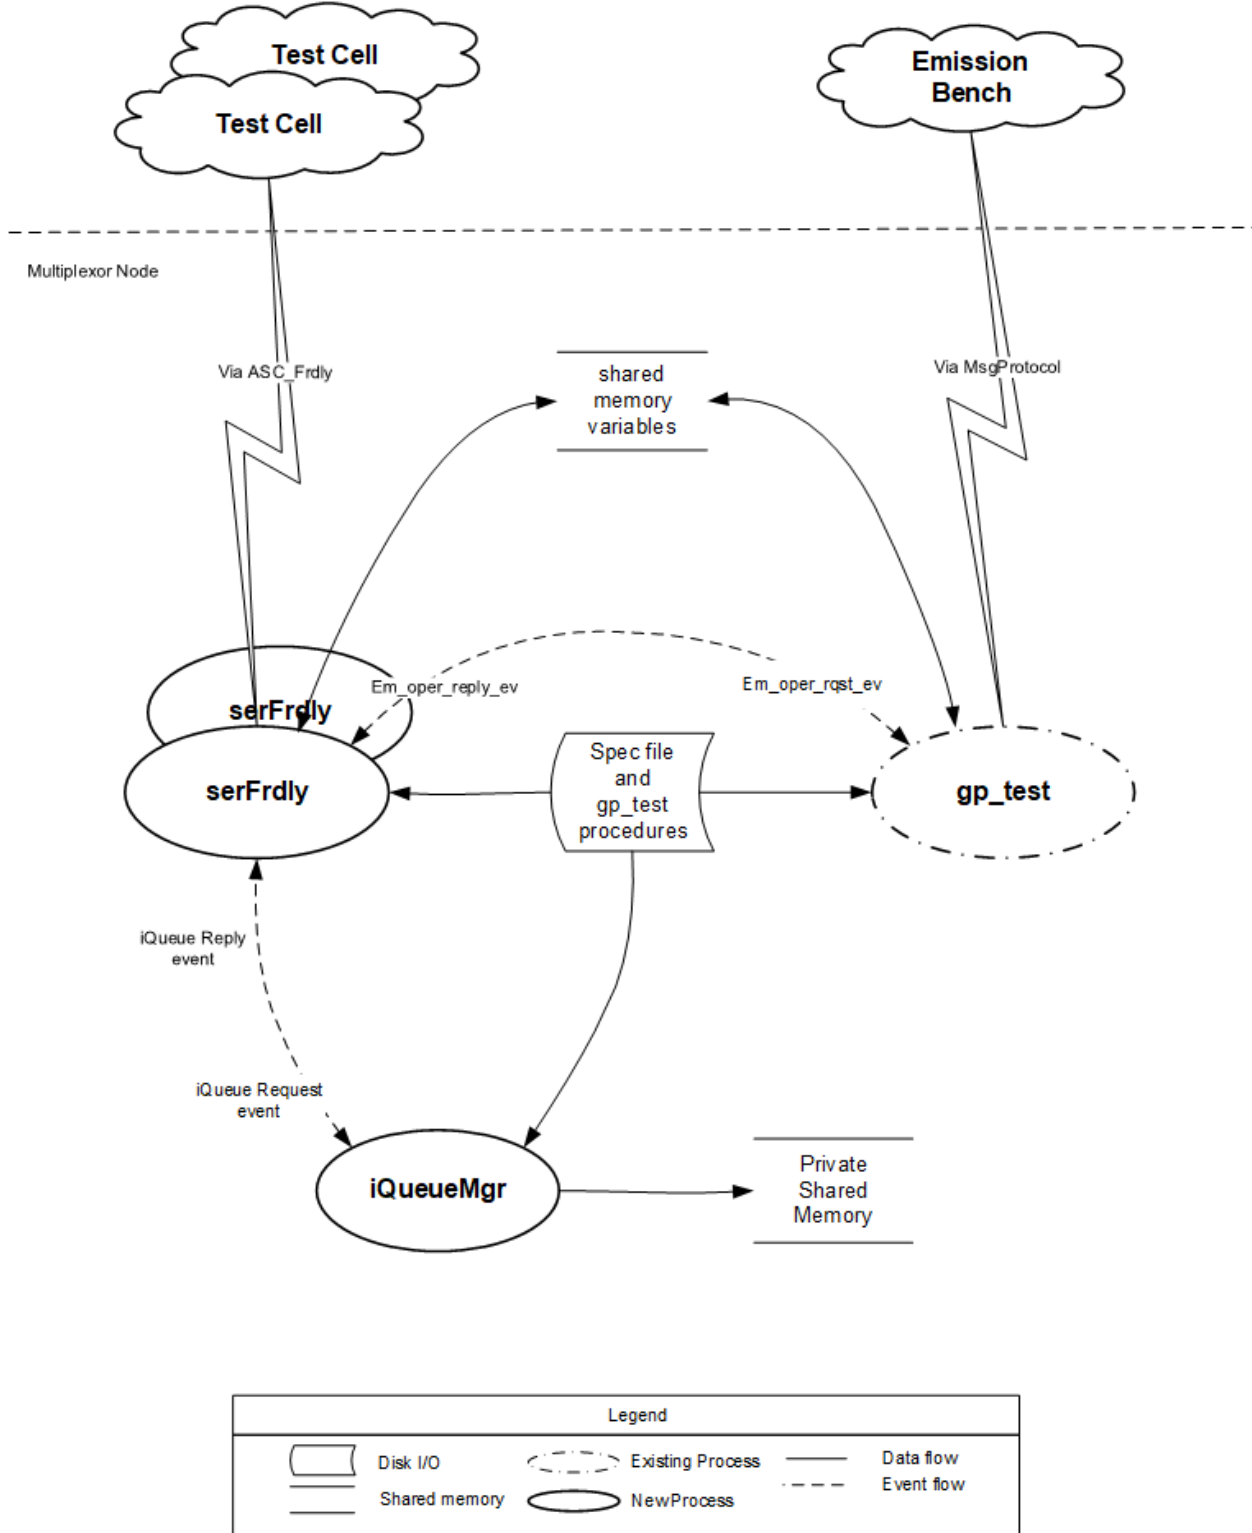 Test Cell
Test Cell
Emission
Bench
Multiplexor Node
Via ASC_Frdly
Via MsgProtocol
shared
memory
variables
Em_oper_reply_ev
Em_oper_rqst_ev
serFrdly
serFrdly
Spec file
and
gp_test
procedures
gp_test
iQueue Reply
event
iQueue Request
event
iQueueMgr
Private
Shared
Memory
Legend
Disk I/O
Existing Process
Data flow
Event flow
Shared memory
New Process